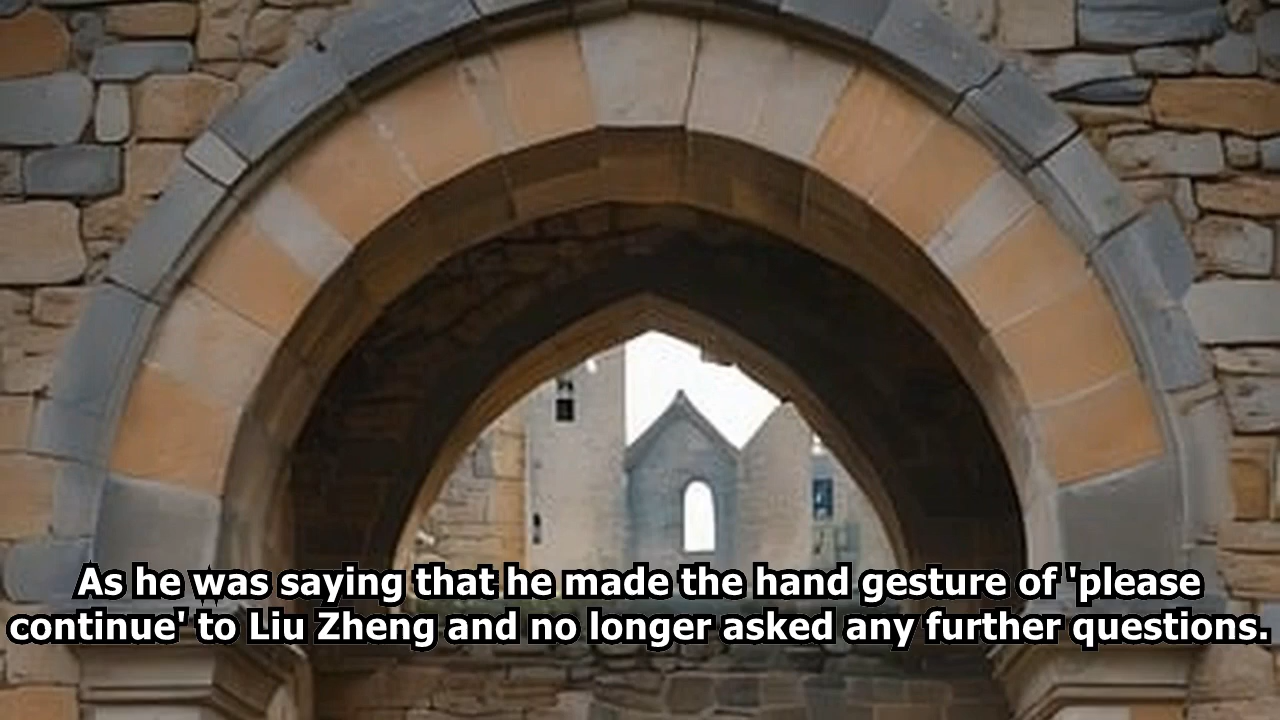 As he was saying that he made the hand gesture of 'please
continue' to Liu Zheng and no longer asked any further questions.